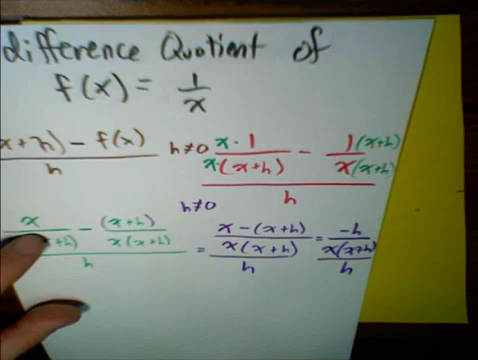 difference Quotient of
f(x) = 1/x
x+h) - f(x) / h h≠0 (x · 1 / x · (x+h) - 1(x+h) / x(x+h)) / h
h≠0
(x / x+h) - (x+h) / x(x+h)) / h = (x - (x+h) / x(x+h)) / h = (-h / x(x+h)) / h